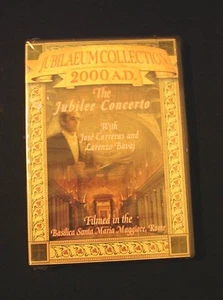 JUBILAEUM COLLECTION
2000 A.D.
The
Jubilee Concerto
With
José Carreras and
Lorenzo Bavaj
Filmed in the
Basilica Santa Maria Maggiore, Rome